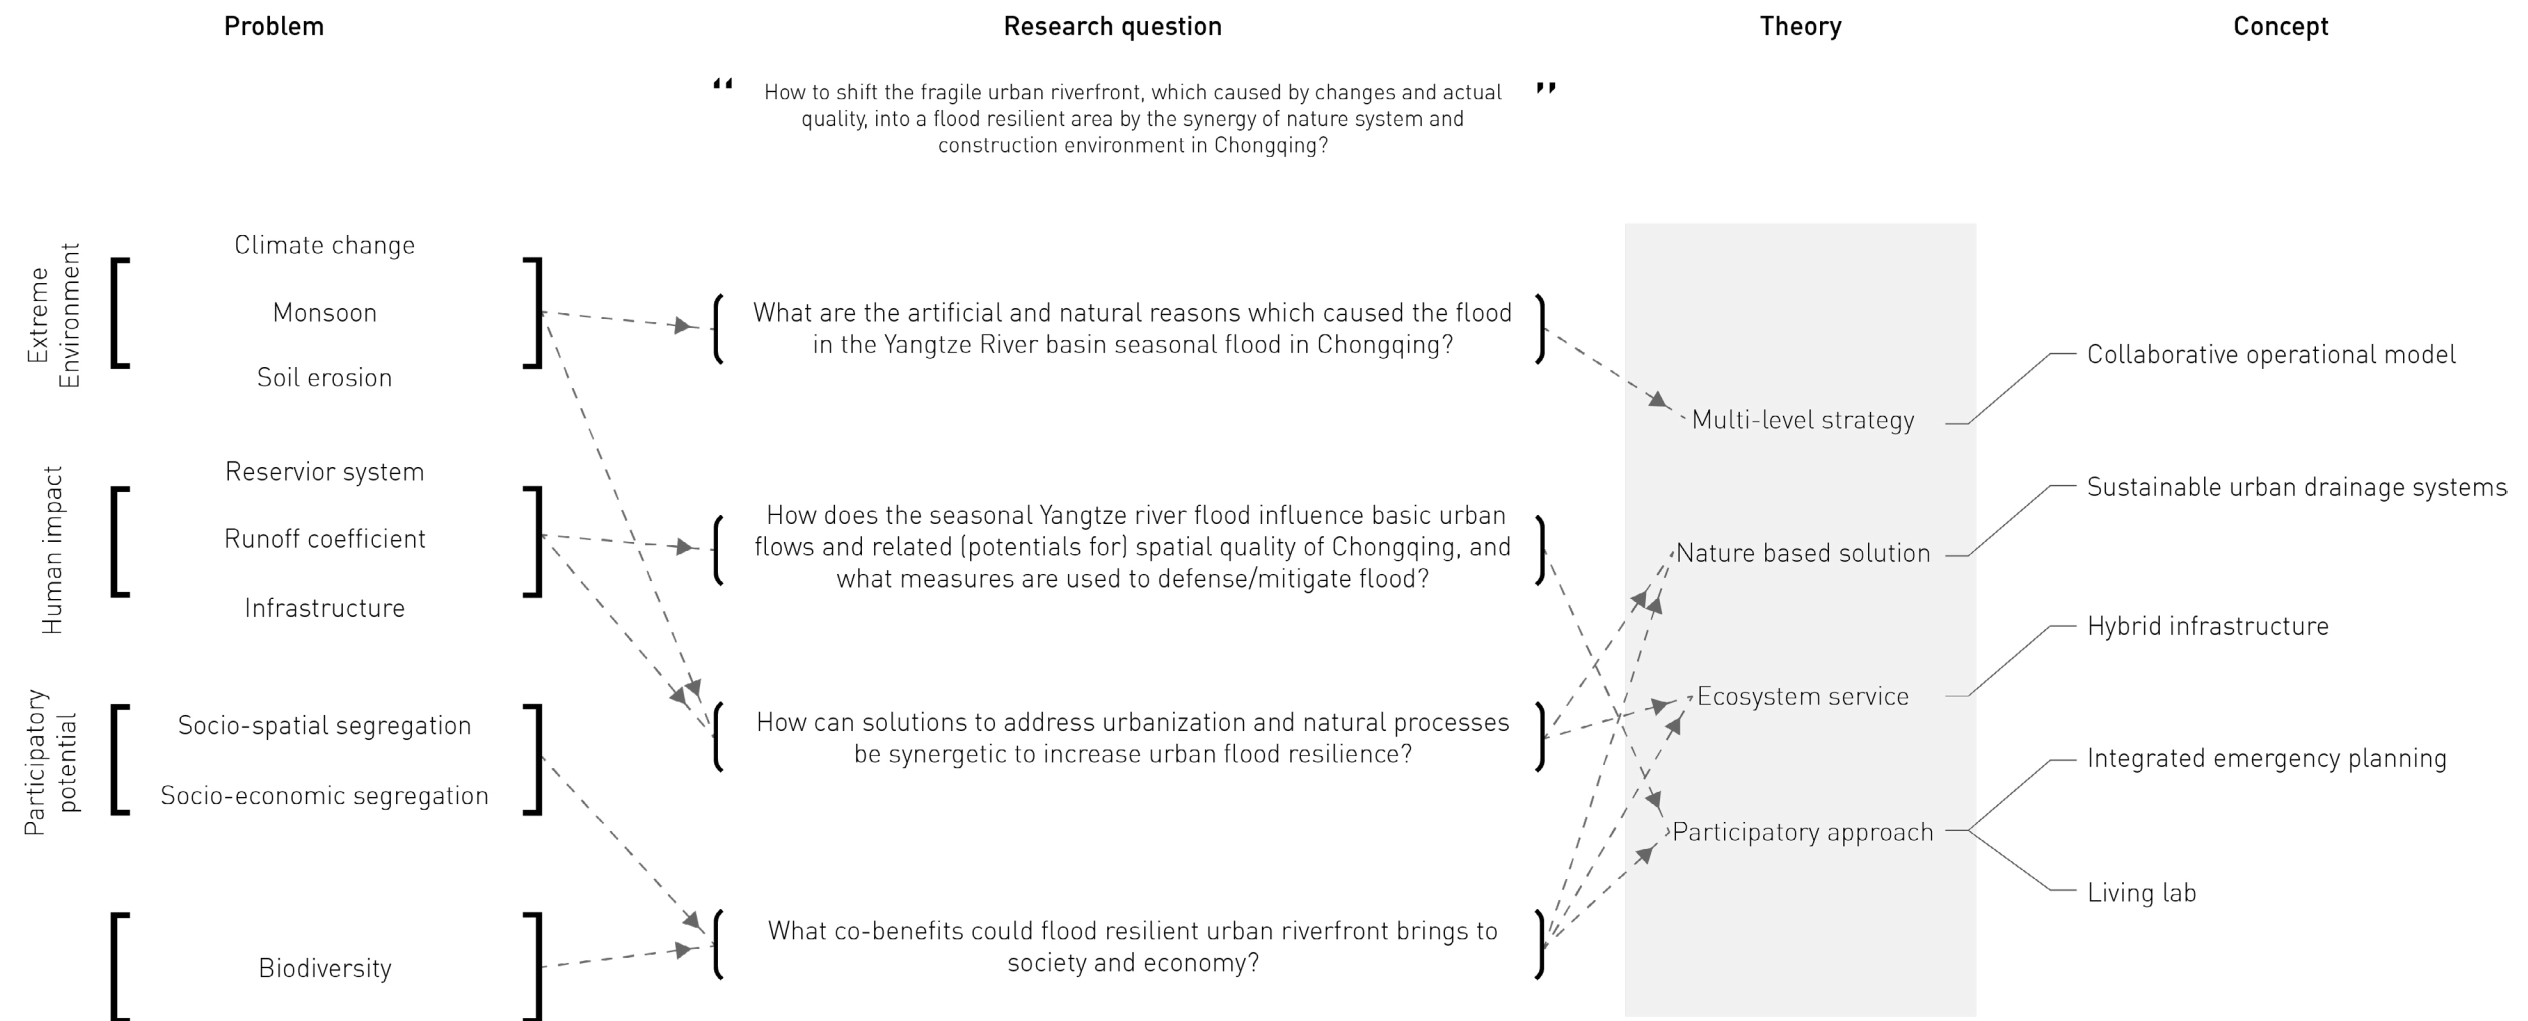 Problem
Research question
Theory
Concept
“ How to shift the fragile urban riverfront, which caused by changes and actual ”
quality, into a flood resilient area by the synergy of nature system and
construction environment in Chongqing?
Extreme
Environment
Climate change
Monsoon
Soil erosion
Human impact
Reservior system
Runoff coefficient
Infrastructure
Participatory
potential
Socio-spatial segregation
Socio-economic segregation
Biodiversity
What are the artificial and natural reasons which caused the flood
in the Yangtze River basin seasonal flood in Chongqing?
How does the seasonal Yangtze river flood influence basic urban
flows and related (potentials for) spatial quality of Chongqing, and
what measures are used to defense/mitigate flood?
How can solutions to address urbanization and natural processes
be synergetic to increase urban flood resilience?
What co-benefits could flood resilient urban riverfront brings to
society and economy?
Multi-level strategy
Nature based solution
Ecosystem service
Participatory approach
Collaborative operational model
Sustainable urban drainage systems
Hybrid infrastructure
Integrated emergency planning
Living lab